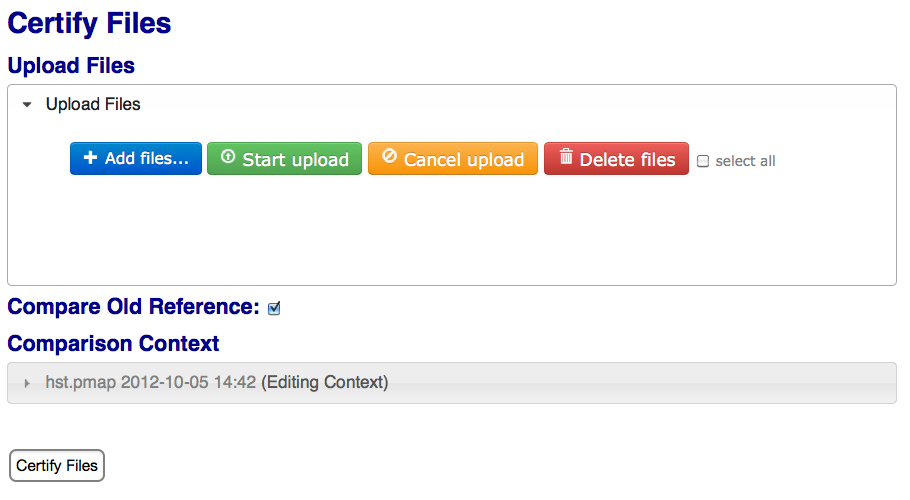 Certify Files
Upload Files
Upload Files
Add files... Start upload Cancel upload Delete files select all
Compare Old Reference:
Comparison Context
hst.pmap 2012-10-05 14:42 (Editing Context)
Certify Files